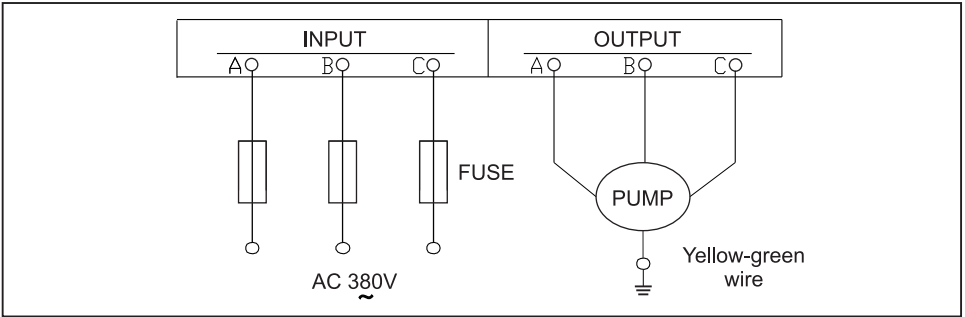 INPUT
OUTPUT
A B C
A B C
FUSE
PUMP
Yellow-green
wire
AC 380V
~